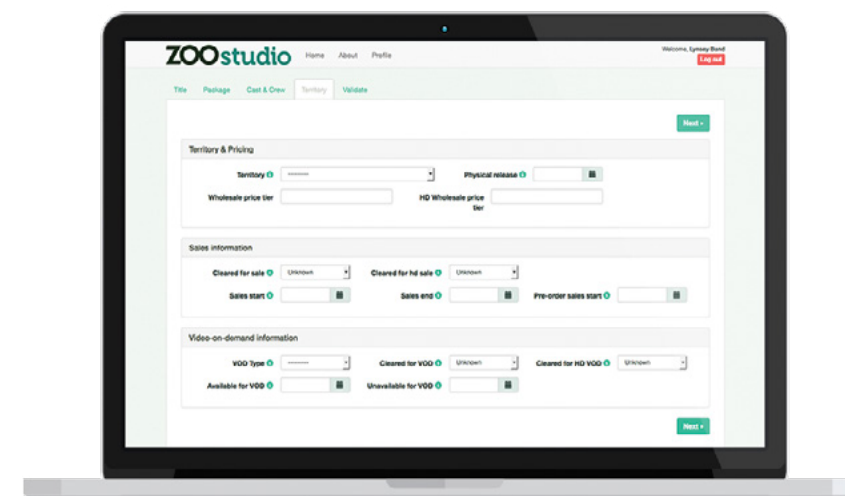 ZOOstudio Home About Profile Welcome, Lynsey Bond
Log out
Title Package Cast & Crew Territory Validate
Next »
Territory & Pricing
Territory --------- Physical release
Wholesale price tier HD Wholesale price
tier
Sales information
Cleared for sale Unknown Cleared for hd sale Unknown
Sales start Sales end Pre-order sales start
Video-on-demand information
VOD Type --------- Cleared for VOD Unknown Cleared for HD VOD Unknown
Available for VOD Unavailable for VOD
Next »